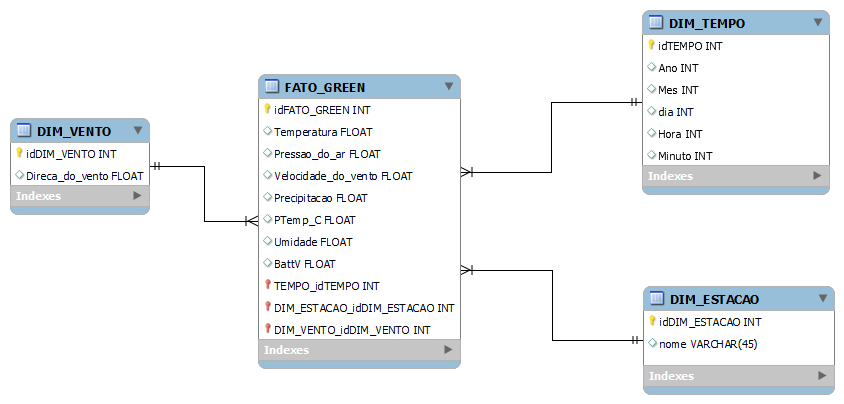 DIM_VENTO
idDIM_VENTO INT
Direca_do_vento FLOAT
Indexes
FATO_GREEN
idFATO_GREEN INT
Temperatura FLOAT
Pressao_do_ar FLOAT
Velocidade_do_vento FLOAT
Precipitacao FLOAT
PTemp_C FLOAT
Umidade FLOAT
BattV FLOAT
TEMPO_idTEMPO INT
DIM_ESTACAO_idDIM_ESTACAO INT
DIM_VENTO_idDIM_VENTO INT
Indexes
DIM_TEMPO
idTEMPO INT
Ano INT
Mes INT
dia INT
Hora INT
Minuto INT
Indexes
DIM_ESTACAO
idDIM_ESTACAO INT
nome VARCHAR(45)
Indexes